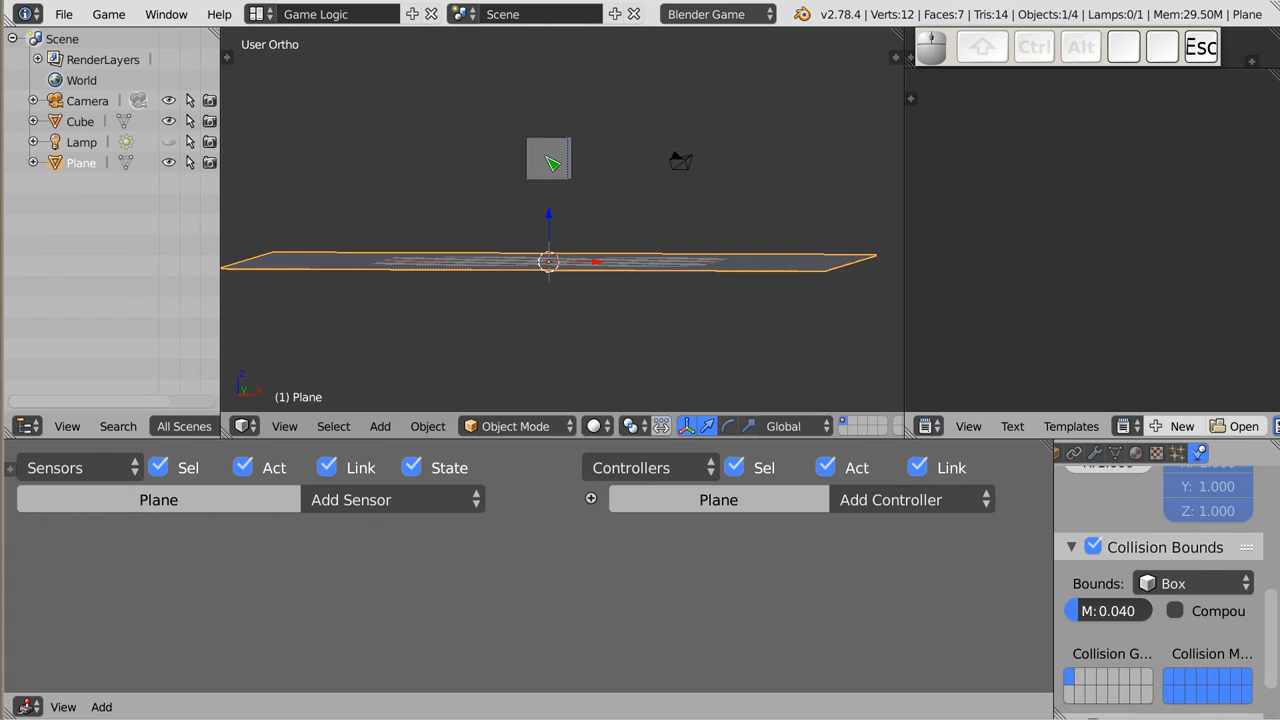 File Game Window Help Game Logic Scene Blender Game v2.78.4 | Verts:12 | Faces:7 | Tris:14 | Objects:1/4 | Lamps:0/1 | Mem:29.50M | Plane
Scene
RenderLayers
World
Camera
Cube
Lamp
Plane
User Ortho
Ctrl Alt Esc
z
y x
(1) Plane
View Search All Scenes View Select Add Object Object Mode Global View Text Templates New Open
Sensors Sel Act Link State Controllers Sel Act Link
Plane Add Sensor Plane Add Controller
Y: 1.000
Z: 1.000
Collision Bounds
Bounds: Box
M:0.040 Compou
Collision G... Collision M...
View Add